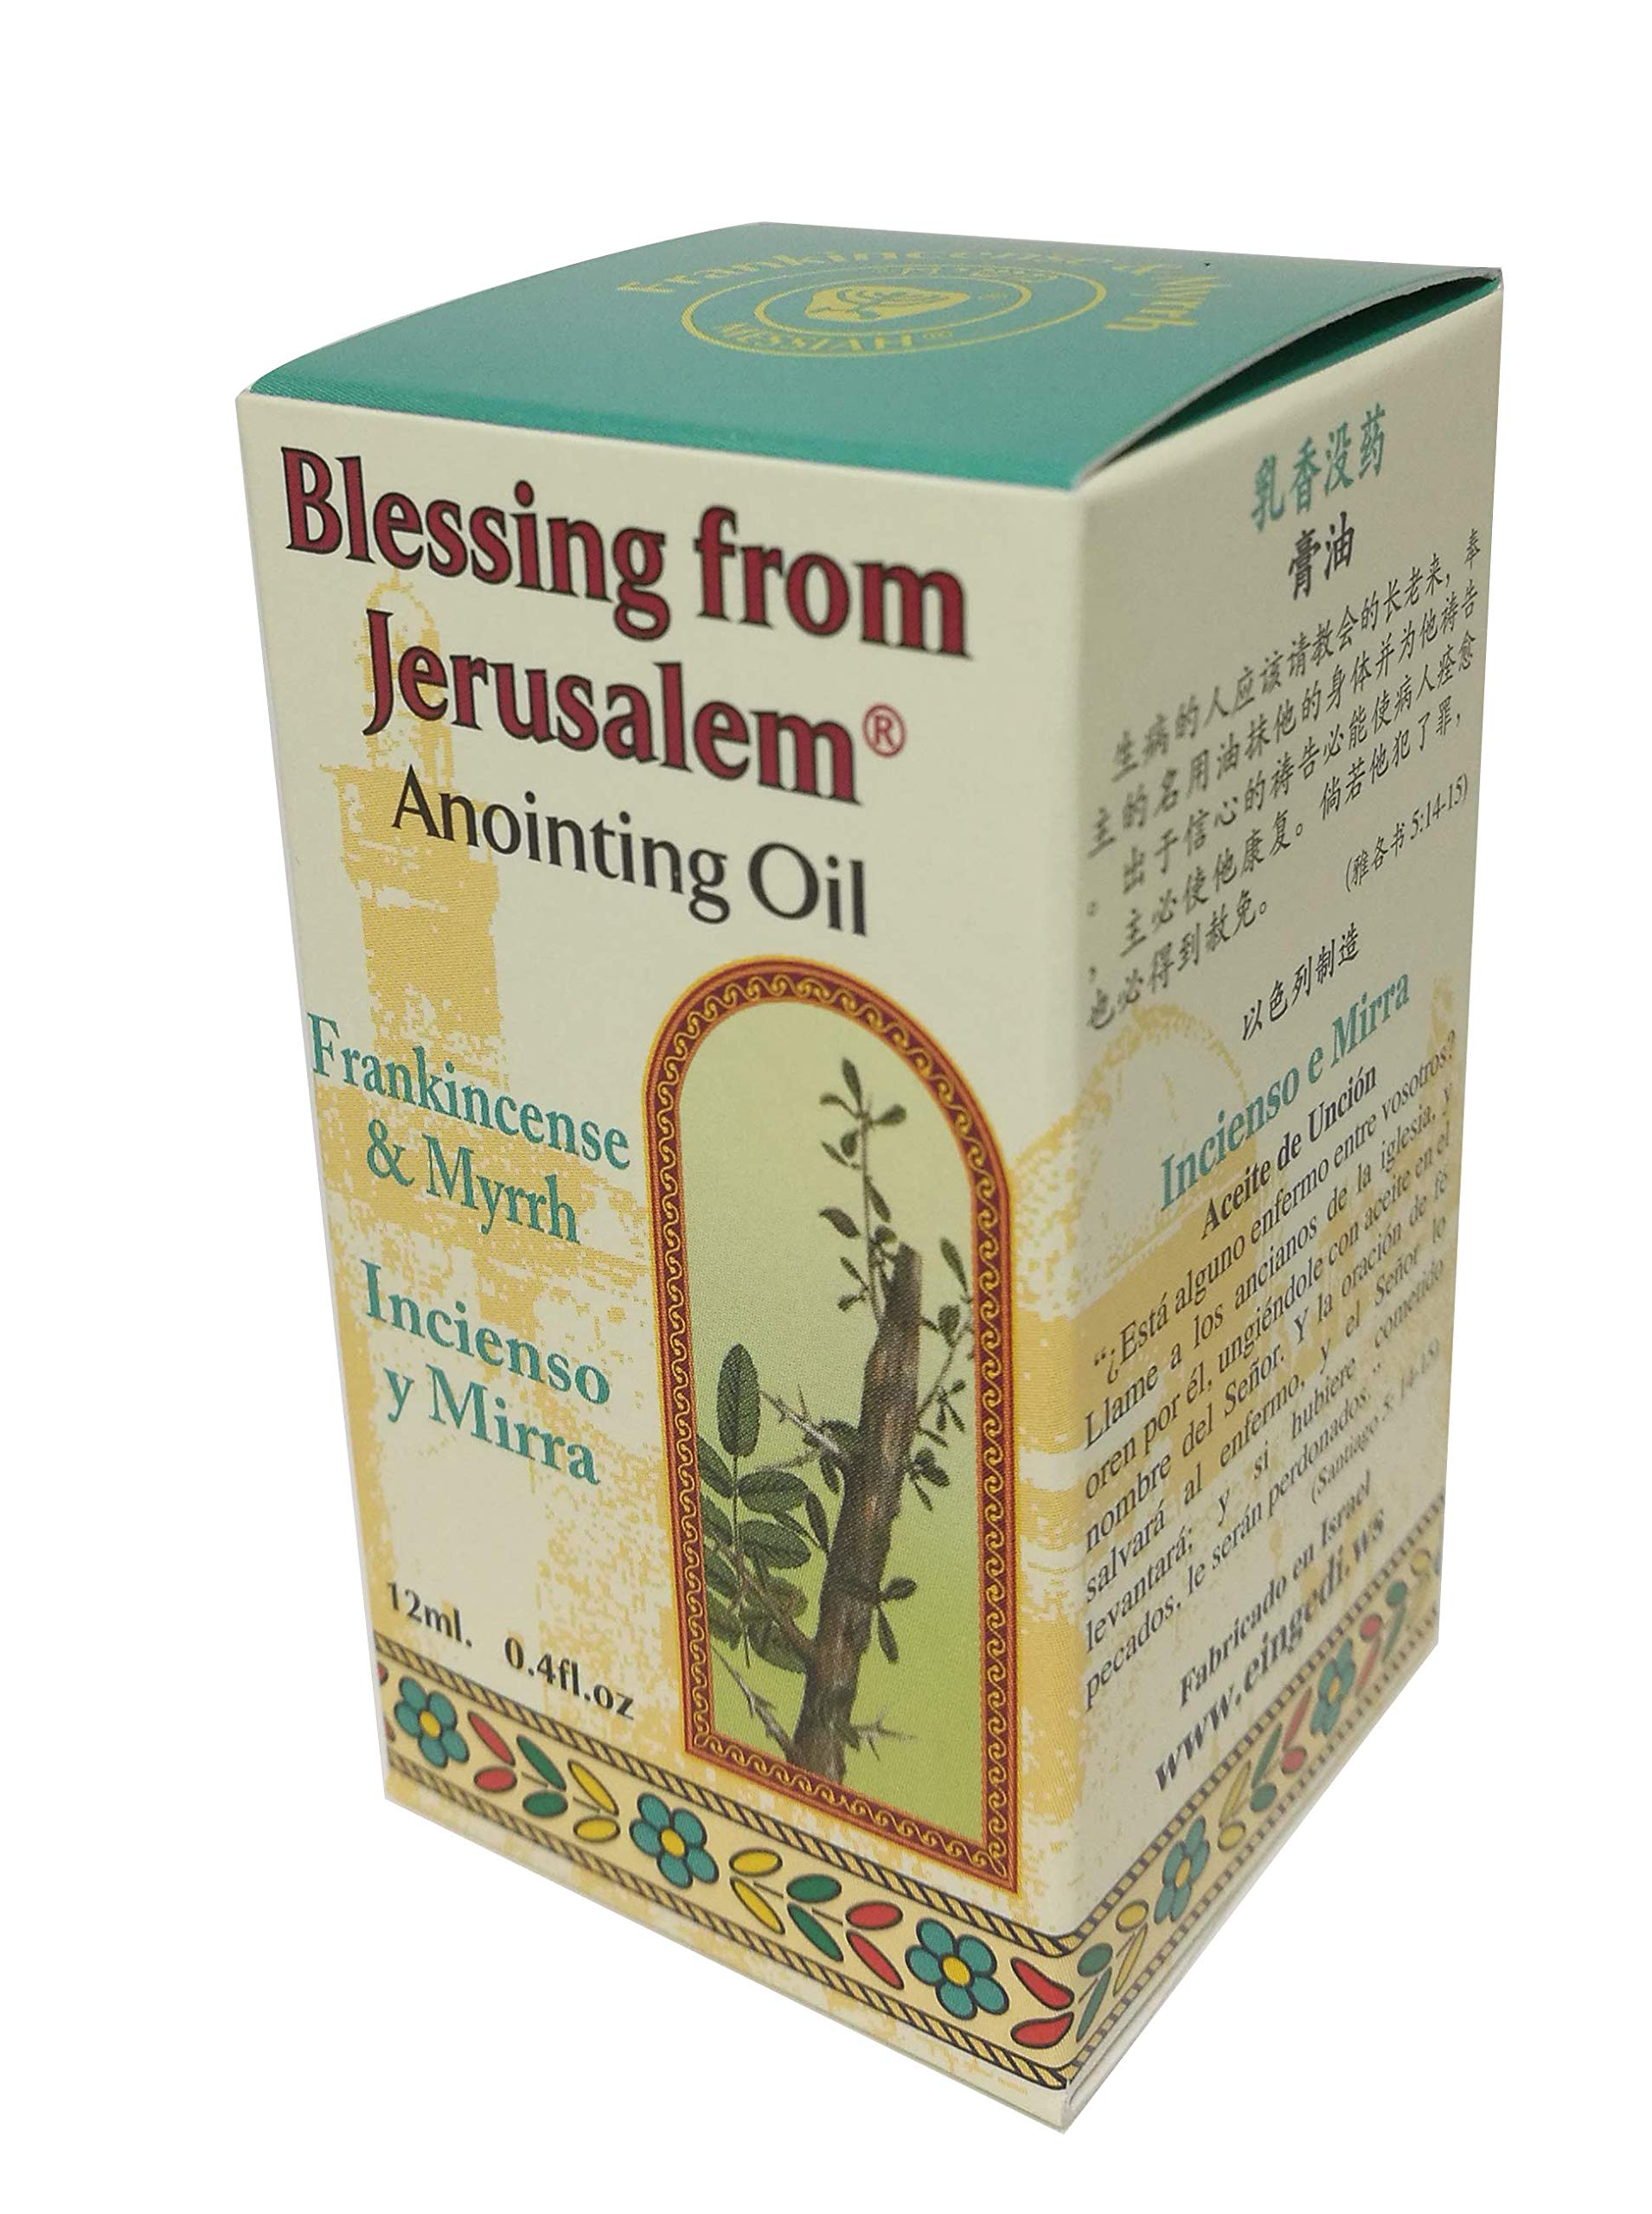 Frankincense & Myrrh
MESSIAH®
Blessing from
Jerusalem®
Anointing Oil
Frankincense
& Myrrh
Incienso
y Mirra
12ml. 0.4fl.oz
乳香没药
膏油
生病的人应该请教会的长老来，奉
主的名用油抹他的身体并为他祷告
。出于信心的祷告必能使病人痊愈
，主必使他康复。倘若他犯了罪，
也必得到赦免。
(雅各书 5:14-15)
以色列制造
Incienso e Mirra
Aceite de Unción
“¿Está alguno enfermo entre vosotros?
Llame a los ancianos de la iglesia, y
oren por él, ungiéndole con aceite en el
nombre del Señor. Y la oración de fe
salvará al enfermo, y el Señor lo
levantará; y si hubiere cometido
pecados, le serán perdonados.”
(Santiago 5: 14-15)
Fabricado en Israel
www.eingedi.ws